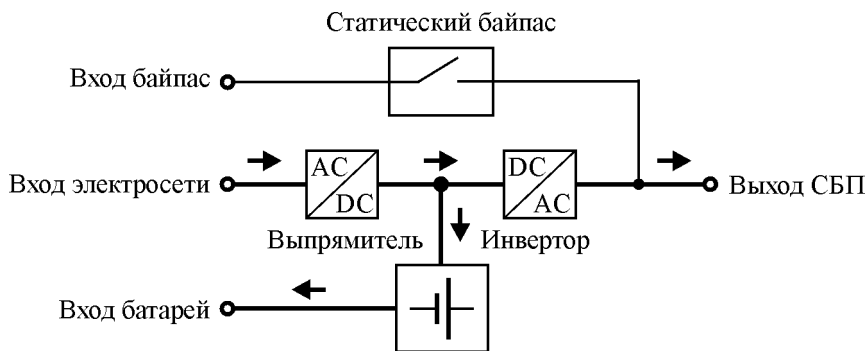 Статический байпас
Вход байпас
Вход электросети
AC
DC
DC
AC
Выход СБП
Выпрямитель
Инвертор
Вход батарей